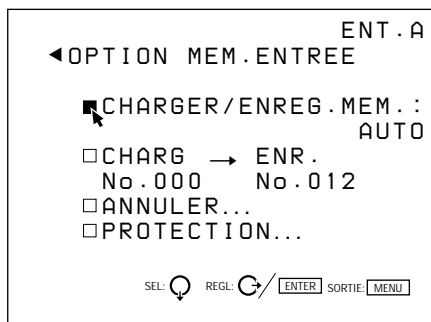 ENT.A
◄OPTION MEM.ENTREE
■CHARGER/ENREG.MEM.:
AUTO
□CHARG → ENR.
No.000 No.012
□ANNULER...
□PROTECTION...
SEL: REGL: / ENTER SORTIE: MENU